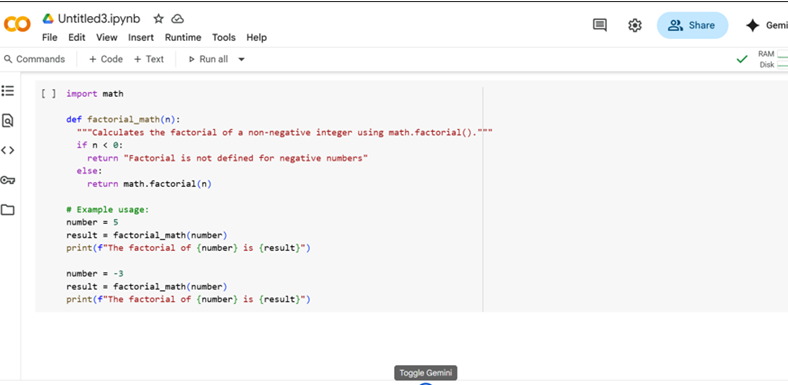 CO Untitled3.ipynb
File Edit View Insert Runtime Tools Help
Share
Gemi
Commands + Code + Text Run all
RAM
Disk
[ ] import math
def factorial_math(n):
"""Calculates the factorial of a non-negative integer using math.factorial()."""
if n < 0:
return "Factorial is not defined for negative numbers"
else:
return math.factorial(n)
# Example usage:
number = 5
result = factorial_math(number)
print(f"The factorial of {number} is {result}")
number = -3
result = factorial_math(number)
print(f"The factorial of {number} is {result}")
Toggle Gemini